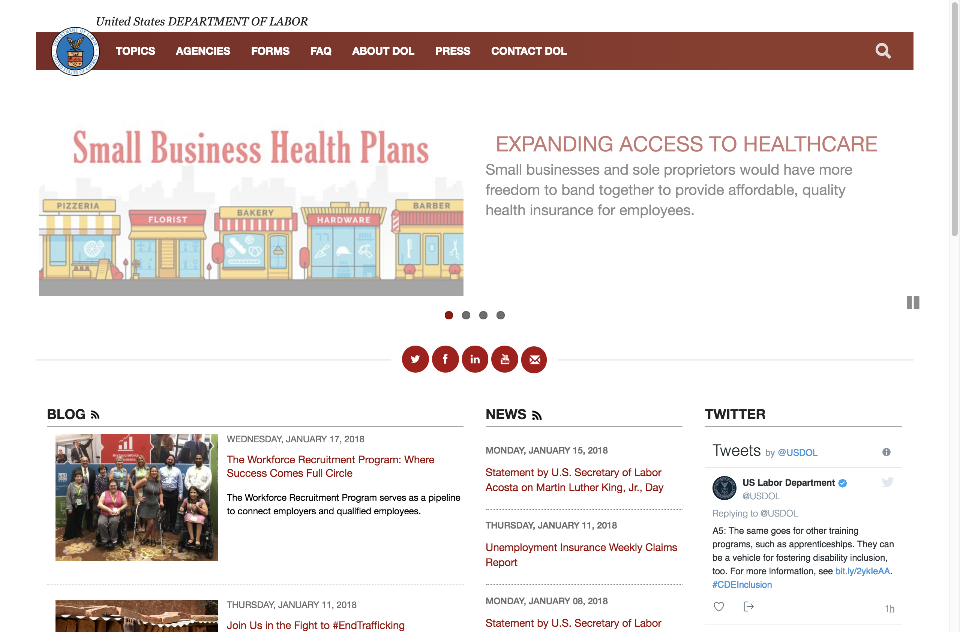 United States DEPARTMENT OF LABOR
TOPICS AGENCIES FORMS FAQ ABOUT DOL PRESS CONTACT DOL
Small Business Health Plans
PIZZERIA
FLORIST
BAKERY
HARDWARE
BARBER
EXPANDING ACCESS TO HEALTHCARE
Small businesses and sole proprietors would have more
freedom to band together to provide affordable, quality
health insurance for employees.
BLOG
WEDNESDAY, JANUARY 17, 2018
The Workforce Recruitment Program: Where
Success Comes Full Circle
The Workforce Recruitment Program serves as a pipeline
to connect employers and qualified employees.
THURSDAY, JANUARY 11, 2018
Join Us in the Fight to #EndTrafficking
NEWS
MONDAY, JANUARY 15, 2018
Statement by U.S. Secretary of Labor
Acosta on Martin Luther King, Jr., Day
THURSDAY, JANUARY 11, 2018
Unemployment Insurance Weekly Claims
Report
MONDAY, JANUARY 08, 2018
Statement by U.S. Secretary of Labor
TWITTER
Tweets by @USDOL
US Labor Department
@USDOL
Replying to @USDOL
A5: The same goes for other training
programs, such as apprenticeships. They can
be a vehicle for fostering disability inclusion,
too. For more information, see bit.ly/2ykleAA.
#CDEInclusion
1h